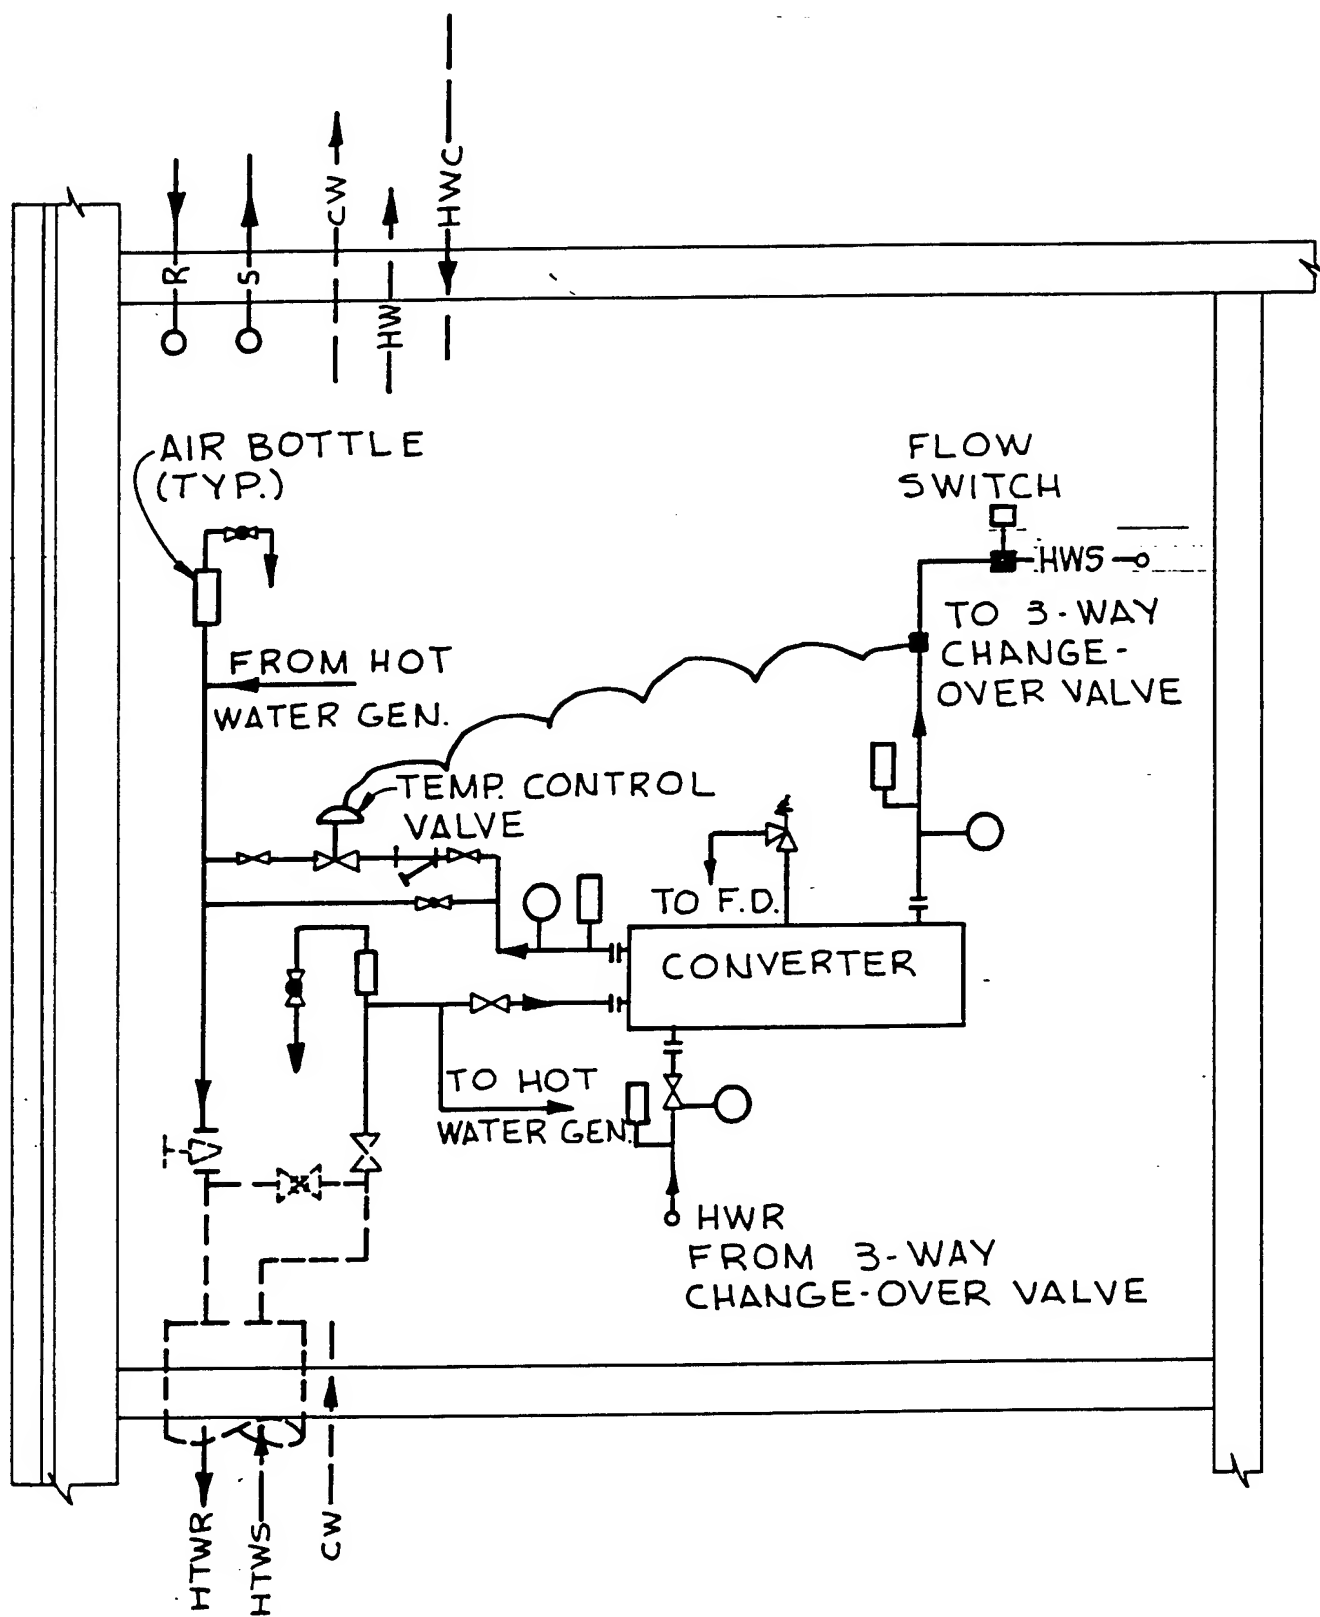 HWC
CW
R
S
HW
AIR BOTTLE
(TYP.)
FLOW
SWITCH
HWS
TO 3-WAY
CHANGE-
OVER VALVE
FROM HOT
WATER GEN.
TEMP. CONTROL
VALVE
TO F.D.
CONVERTER
TO HOT
WATER GEN.
HWR
FROM 3-WAY
CHANGE-OVER VALVE
HTWR
HTWS
CW